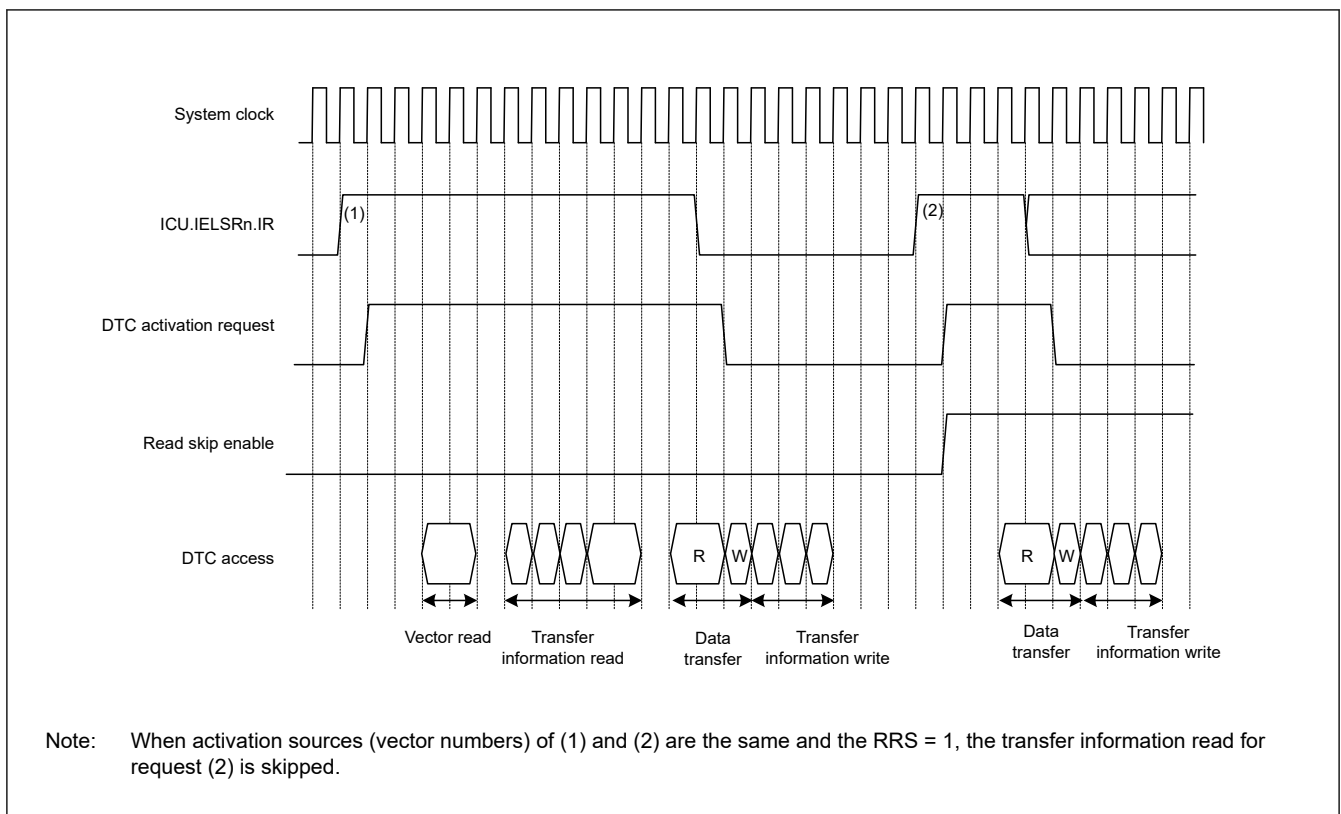 System clock
ICU.IELSRn.IR
(1)
(2)
DTC activation request
Read skip enable
DTC access
R
W
R
W
Vector read
Transfer
information read
Data
transfer
Transfer
information write
Data
transfer
Transfer
information write
Note: When activation sources (vector numbers) of (1) and (2) are the same and the RRS = 1, the transfer information read for
request (2) is skipped.